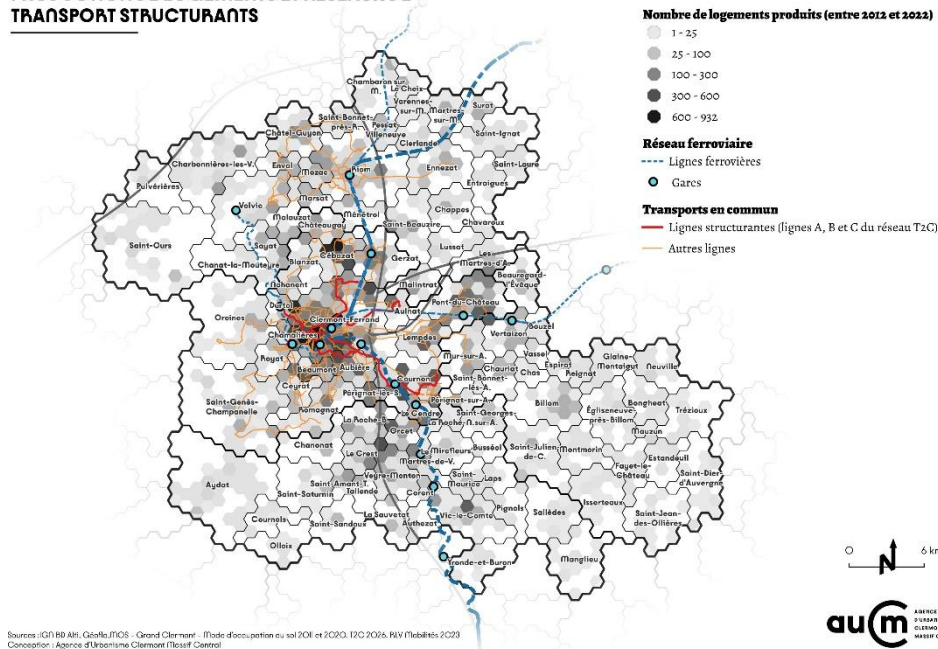 TRANSPORT STRUCTURANTS
Nombre de logements produits (entre 2012 et 2022)
1 - 25
25 - 100
100 - 300
300 - 600
600 - 932
Réseau ferroviaire
Lignes ferrovières
Gares
Transports en commun
Lignes structurantes (lignes A, B et C du réseau T2C)
Autres lignes
Chambaron sur M.
Le Cheix
Varennes-sur-M.
Martres-sur-M.
Surat
Saint-Bonnet-près-R.
Pessat Villeneuve
Châtel-Guyon
Clerlande
Saint-Ignat
Charbonnières-les-V.
Enval
Mozac
Riom
Ennezat
Saint-Laure
Pulvérières
Marsat
Entraigues
Volvic
Malauzat
Ménétrol
Chappes
Châteaugay
Saint-Beauzire
Chavaroux
Saint-Ours
Sayat
Cébazat
Gerzat
Lussat
Chanat-la-Mouteyre
Blanzat
Les Martres-d'A.
Nohanent
Malintrat
Beauregard-l'Évêque
Durtol
Pont-du-Château
Orcines
Clermont-Ferrand
Aulnat
Chamalières
Lempdes
Vertaizon
Bouzel
Royat
Beaumont
Aubière
Mur-sur-A.
Vassel
Espirat
Glaine-Montaigut
Neuville
Chauriat
Chas
Reignat
Ceyrat
Cournon
Saint-Bonnet-lès-A.
Pérignat-lès-S.
Saint-Genès-Champanelle
Romagnat
Le Cendre
Pérignat-sur-A.
Billom
Bongheat
Trézioux
Saint-Georges-sur-A.
Égliseneuve-près-Billom
La Roche-B.
La Roche-N.
Mauzun
Orcet
Chanonat
Le Crest
Mirefleurs
Busséol
Saint-Julien-de-C.
Montmorin
Estandeuil
Martres-de-V.
Fayet-le-Château
Saint-Dier-d'Auvergne
Aydat
Veyre-Monton
Saint-Maurice
Laps
Saint-Amant-T.
Tallende
Corent
Saint-Saturnin
Pignols
Isserteaux
Cournols
Saint-Sandoux
La Sauvetat
Authezat
Vic-le-Comte
Sallèdes
Saint-Jean-des-Ollières
Olloix
Yronde-et-Buron
Manglieu
0
6 km
N
Sources : IGN BD Alti, Géofla, MOS - Grand Clermont - Mode d'occupation du sol 2011 et 2020. T2C 2026. RLV Mobilités 2023
Conception : Agence d'Urbanisme Clermont Massif Central
aucm
AGENCE
D'URBAN
CLERMO
MASSIF C